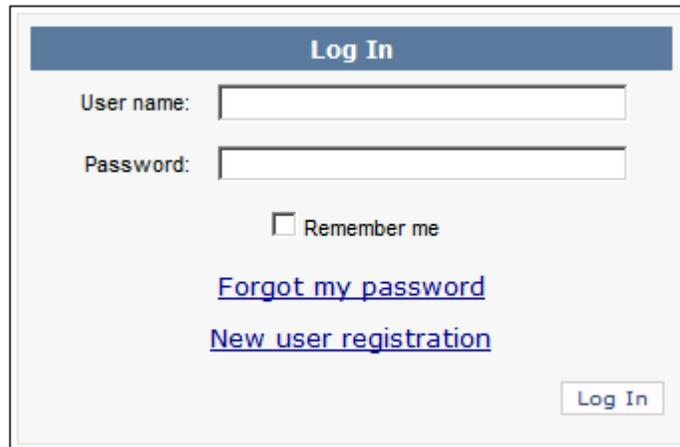 Log In
User name:
Password:
Remember me
Forgot my password
New user registration
Log In